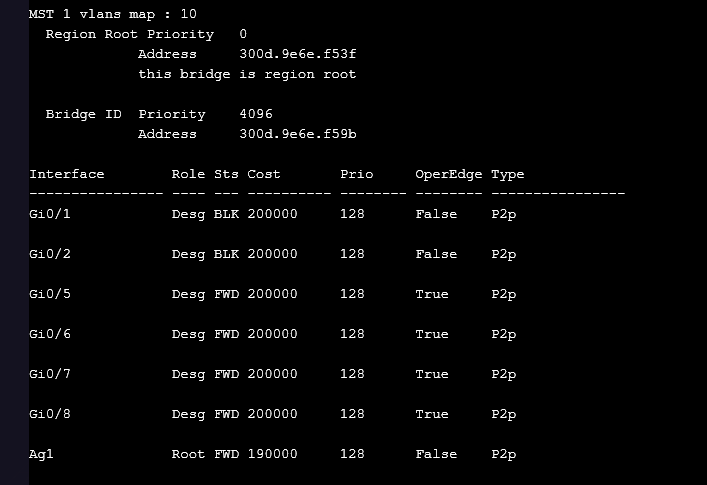 MST 1 vlans map : 10
Region Root Priority 0
Address 300d.9e6e.f53f
this bridge is region root
Bridge ID Priority 4096
Address 300d.9e6e.f59b
Interface Role Sts Cost Prio OperEdge Type
---------------- ---- --- ---------- -------- -------- ----------------
Gi0/1 Desg BLK 200000 128 False P2p
Gi0/2 Desg BLK 200000 128 False P2p
Gi0/5 Desg FWD 200000 128 True P2p
Gi0/6 Desg FWD 200000 128 True P2p
Gi0/7 Desg FWD 200000 128 True P2p
Gi0/8 Desg FWD 200000 128 True P2p
Ag1 Root FWD 190000 128 False P2p